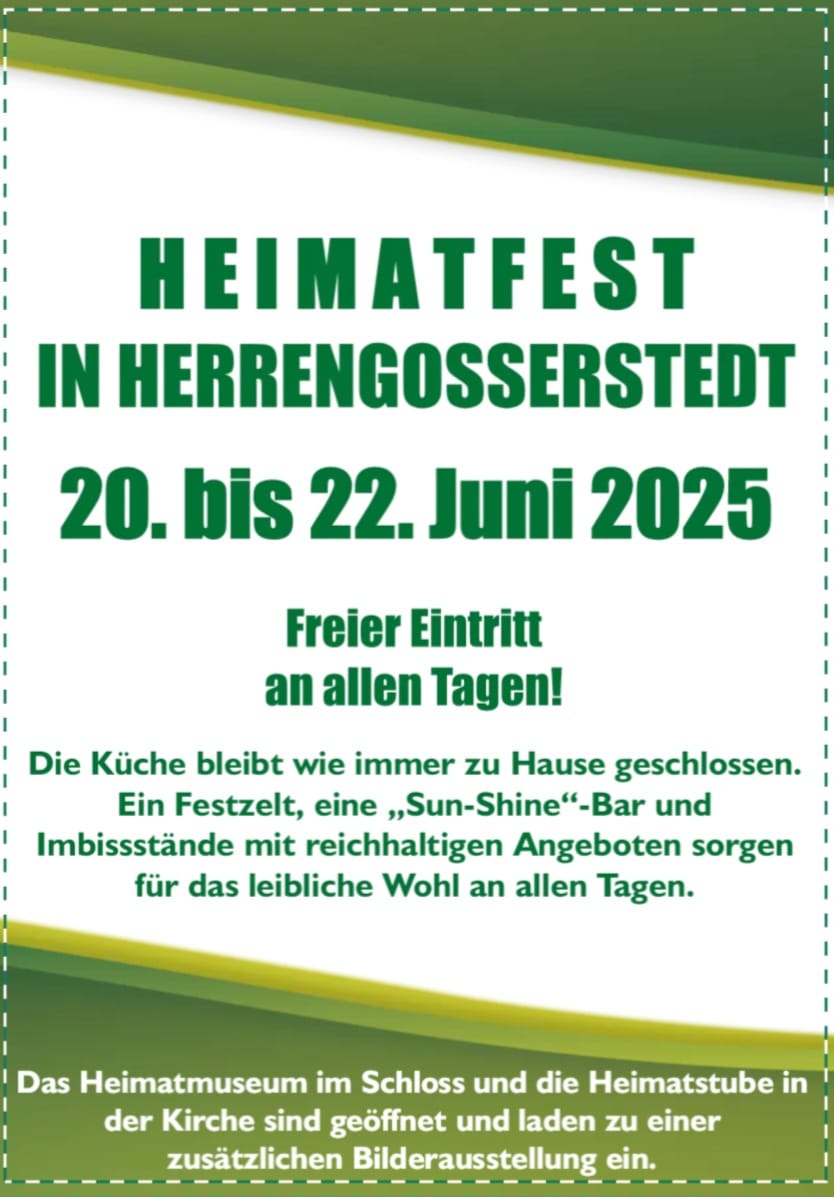 HEIMATFEST
IN HERRENGOSSERSTEDT
20. bis 22. Juni 2025
Freier Eintritt
an allen Tagen!
Die Küche bleibt wie immer zu Hause geschlossen.
Ein Festzelt, eine „Sun-Shine“-Bar und
Imbissstände mit reichhaltigen Angeboten sorgen
für das leibliche Wohl an allen Tagen.
Das Heimatmuseum im Schloss und die Heimatstube in
der Kirche sind geöffnet und laden zu einer
zusätzlichen Bilderausstellung ein.